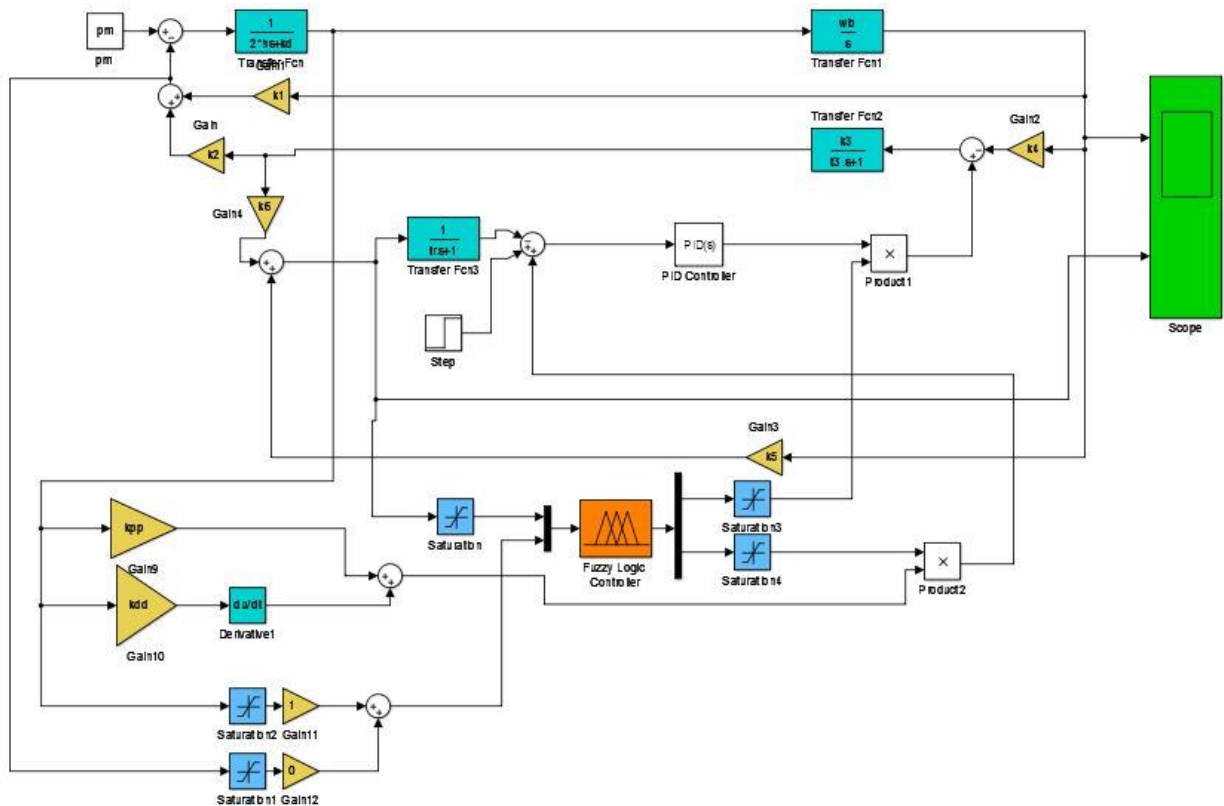 pm
pm
1
2*hs+kd
Transfer Fcn
Gain1
k1
wb
s
Transfer Fcn1
Gain
k2
Transfer Fcn2
k3
t3.s+1
Gain2
k4
Gain4
k6
1
tr.s+1
Transfer Fcn3
PID(s)
PID Controller
×
Product1
Scope
Step
Gain3
k5
kpp
Gain9
kdd
Gain10
du/dt
Derivative1
Saturation
Fuzzy Logic
Controller
Saturation3
Saturation4
×
Product2
Saturation2
1
Gain11
Saturation1
0
Gain12